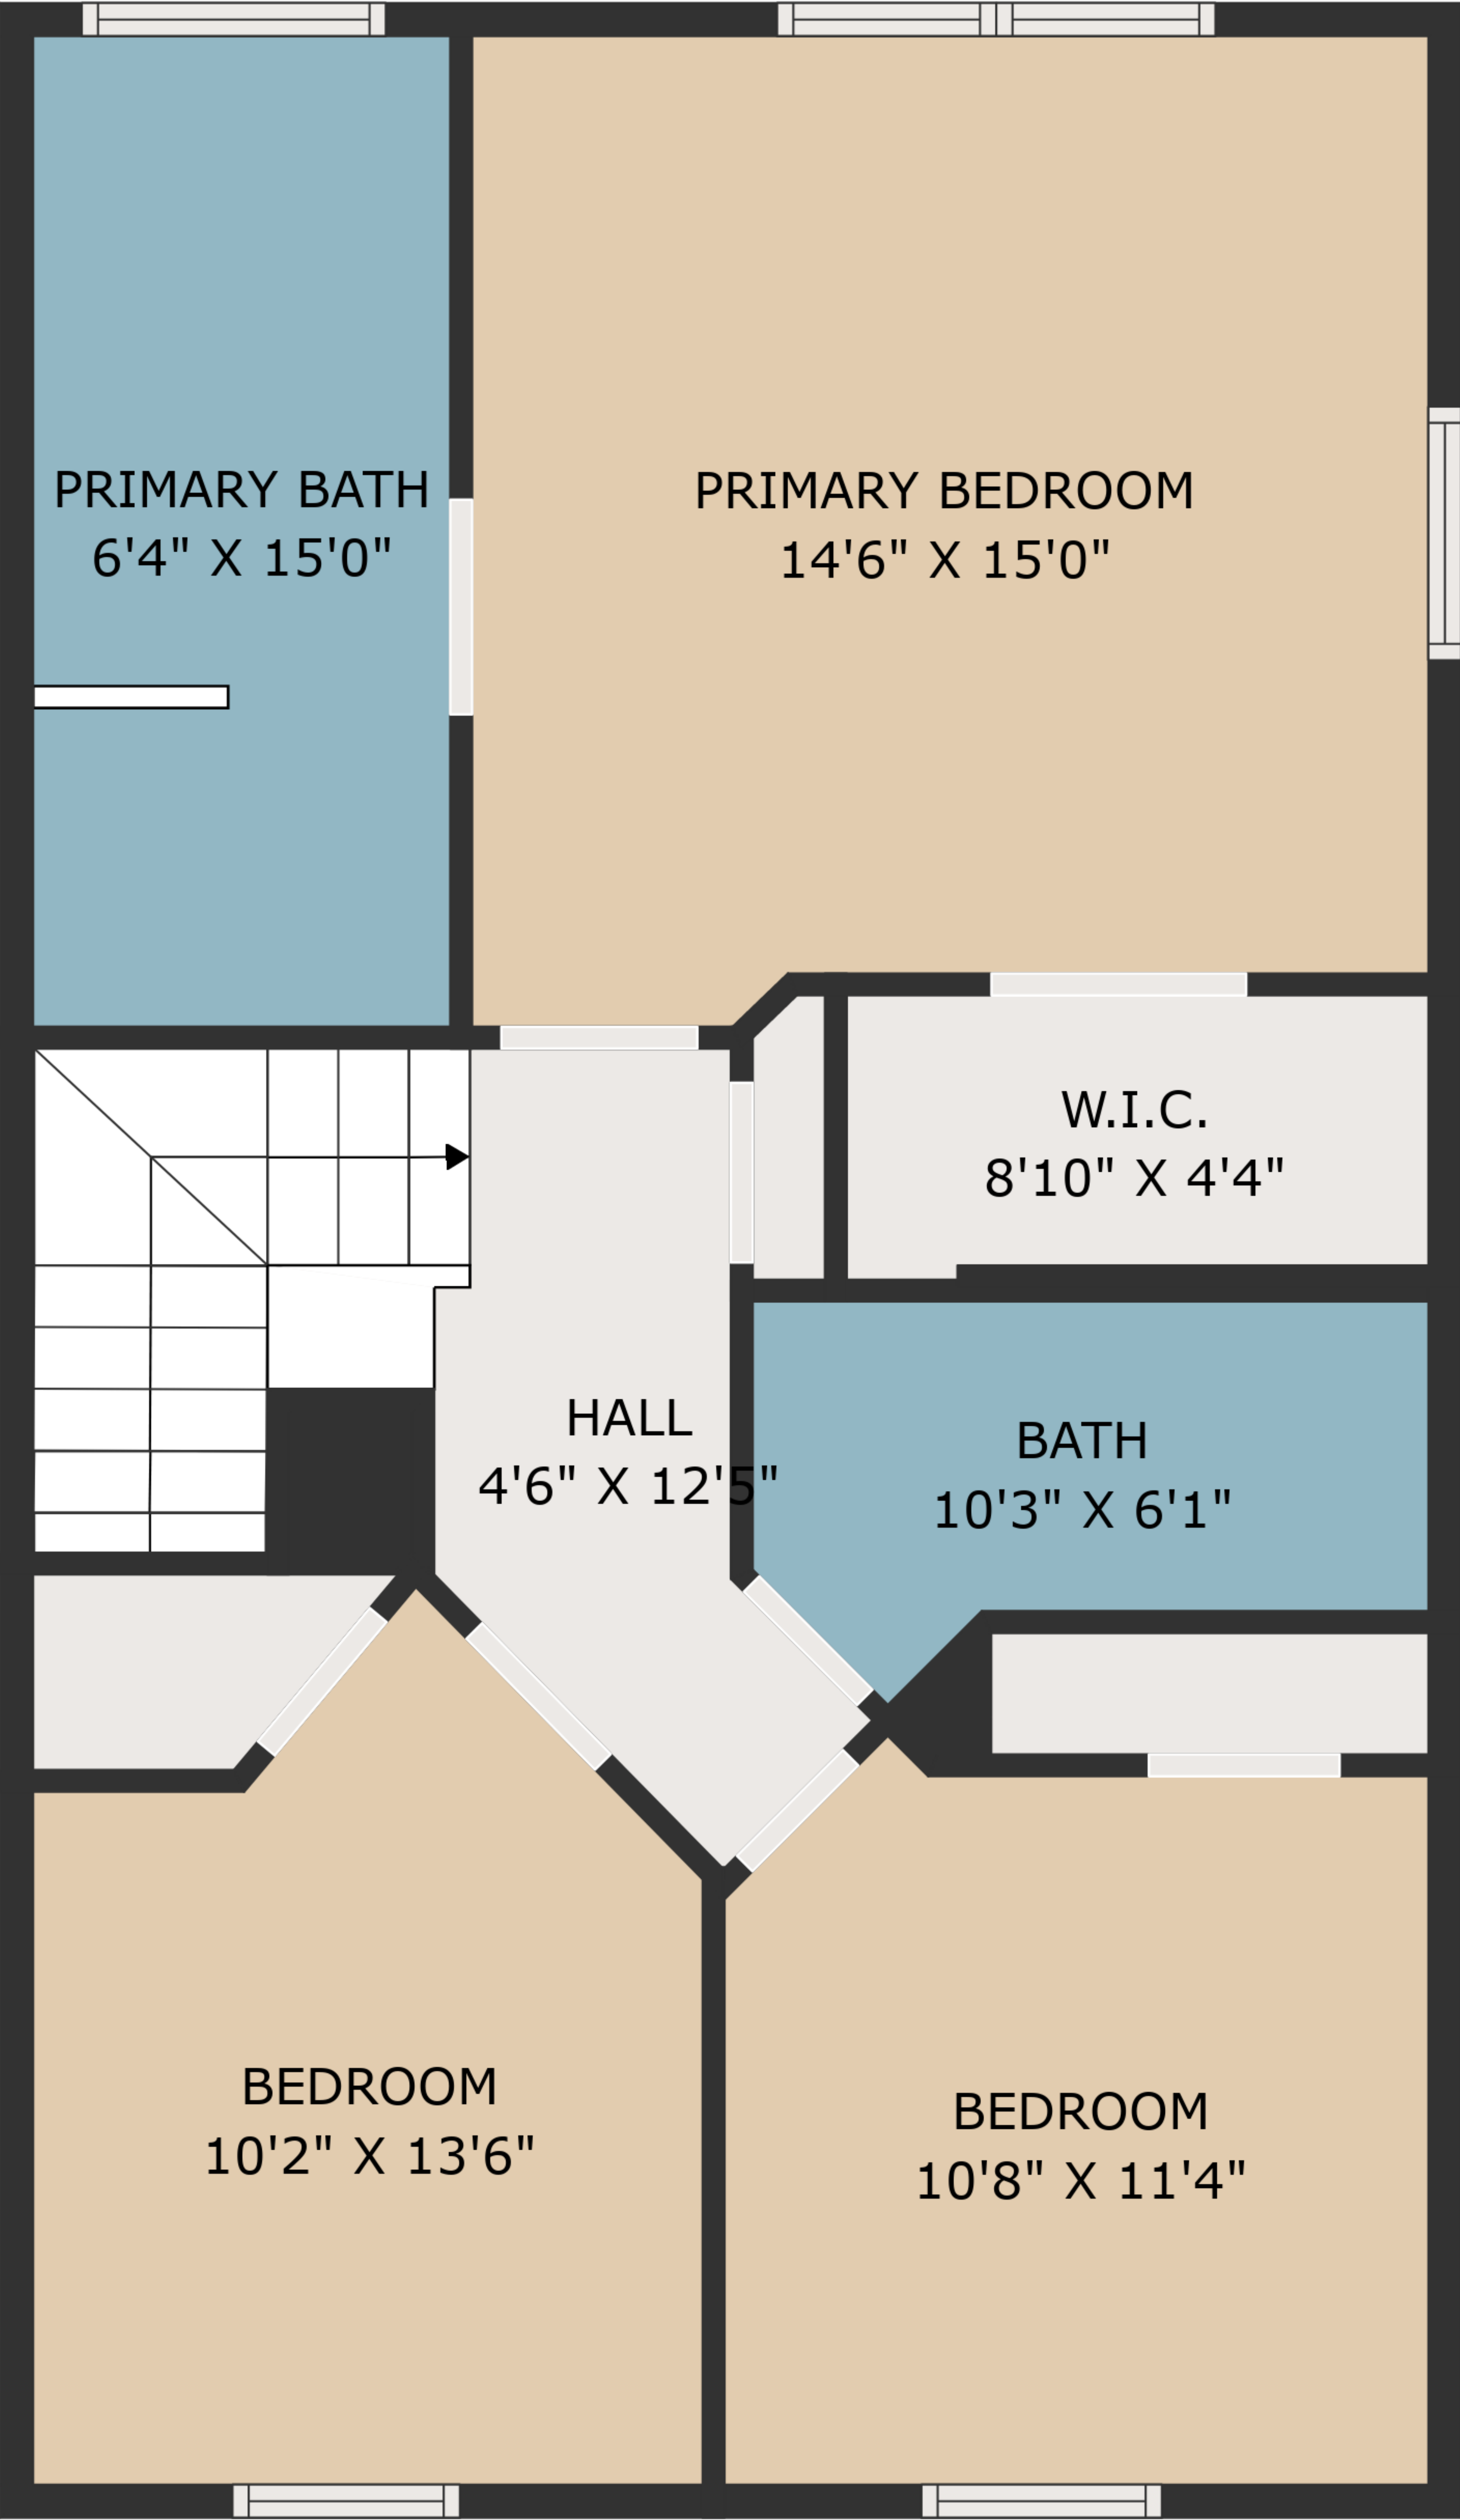 PRIMARY BATH
6'4" X 15'0"
PRIMARY BEDROOM
14'6" X 15'0"
W.I.C.
8'10" X 4'4"
HALL
4'6" X 12'5"
BATH
10'3" X 6'1"
BEDROOM
10'2" X 13'6"
BEDROOM
10'8" X 11'4"